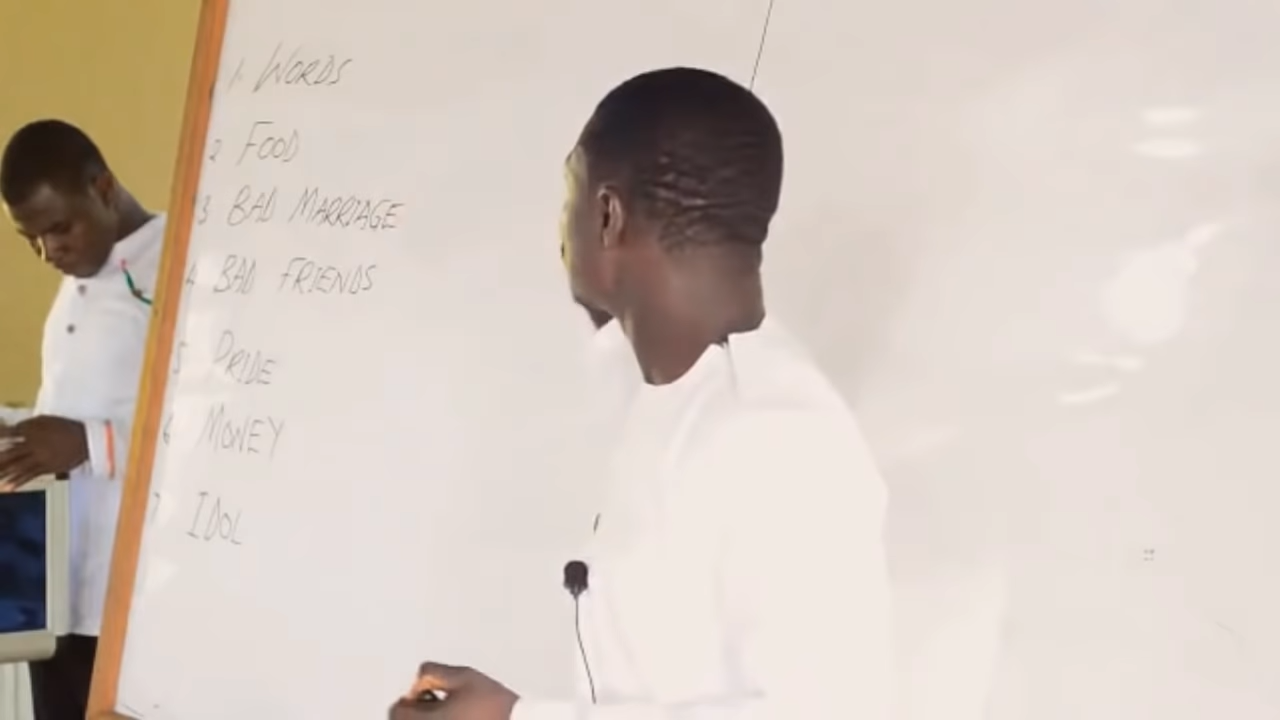 1. WORDS
2 FOOD
3 BAD MARRIAGE
4 BAD FRIENDS
5 PRIDE
6 MONEY
7 IDOL